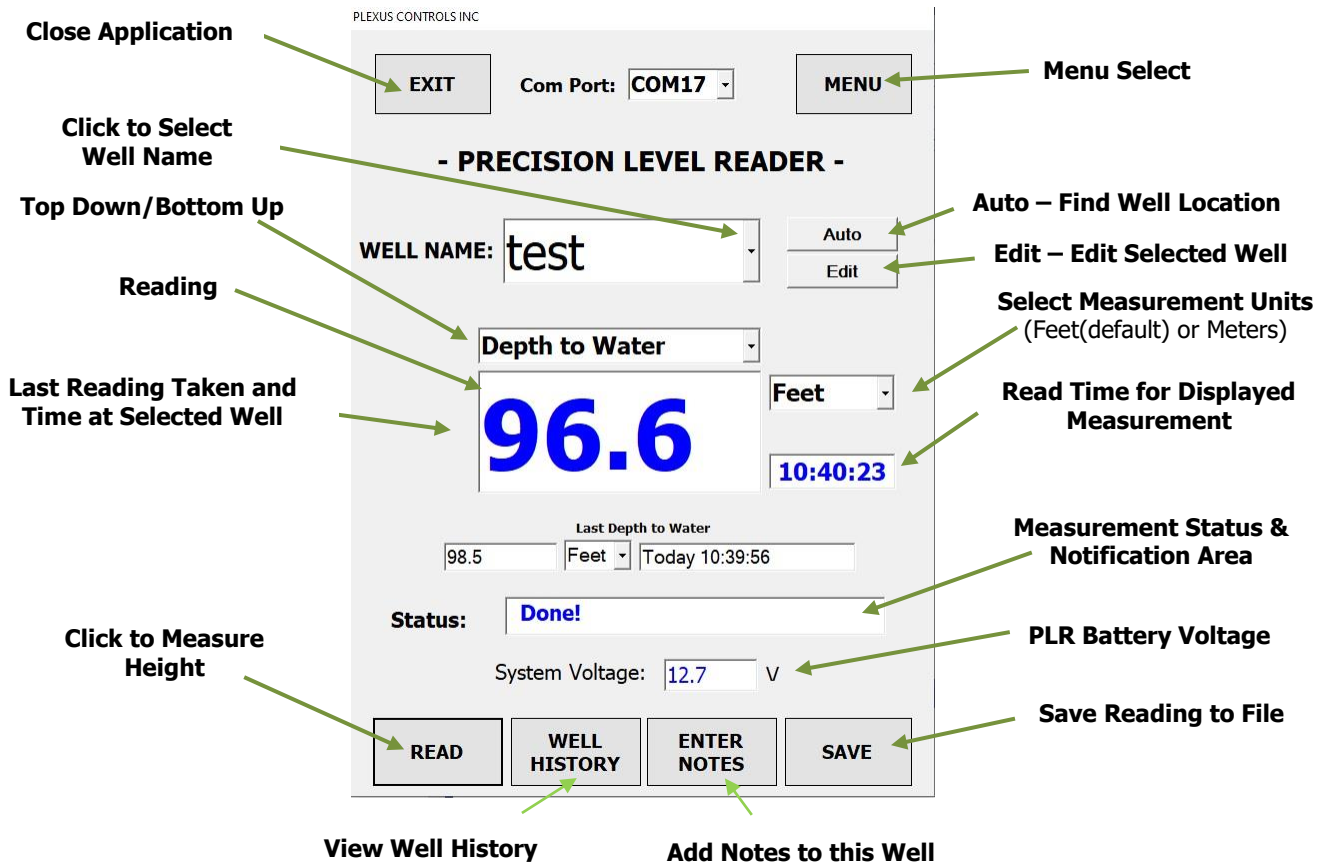 PLEXUS CONTROLS INC
Close Application
EXIT
Com Port: COM17
MENU
Menu Select
Click to Select
Well Name
- PRECISION LEVEL READER -
Top Down/Bottom Up
Auto – Find Well Location
WELL NAME: test
Auto
Edit
Edit – Edit Selected Well
Reading
Select Measurement Units
(Feet(default) or Meters)
Depth to Water
Last Reading Taken and
Time at Selected Well
96.6
Feet
Read Time for Displayed
Measurement
10:40:23
Last Depth to Water
98.5 Feet Today 10:39:56
Measurement Status &
Notification Area
Status: Done!
Click to Measure
Height
PLR Battery Voltage
System Voltage: 12.7 V
Save Reading to File
READ
WELL
HISTORY
ENTER
NOTES
SAVE
View Well History
Add Notes to this Well